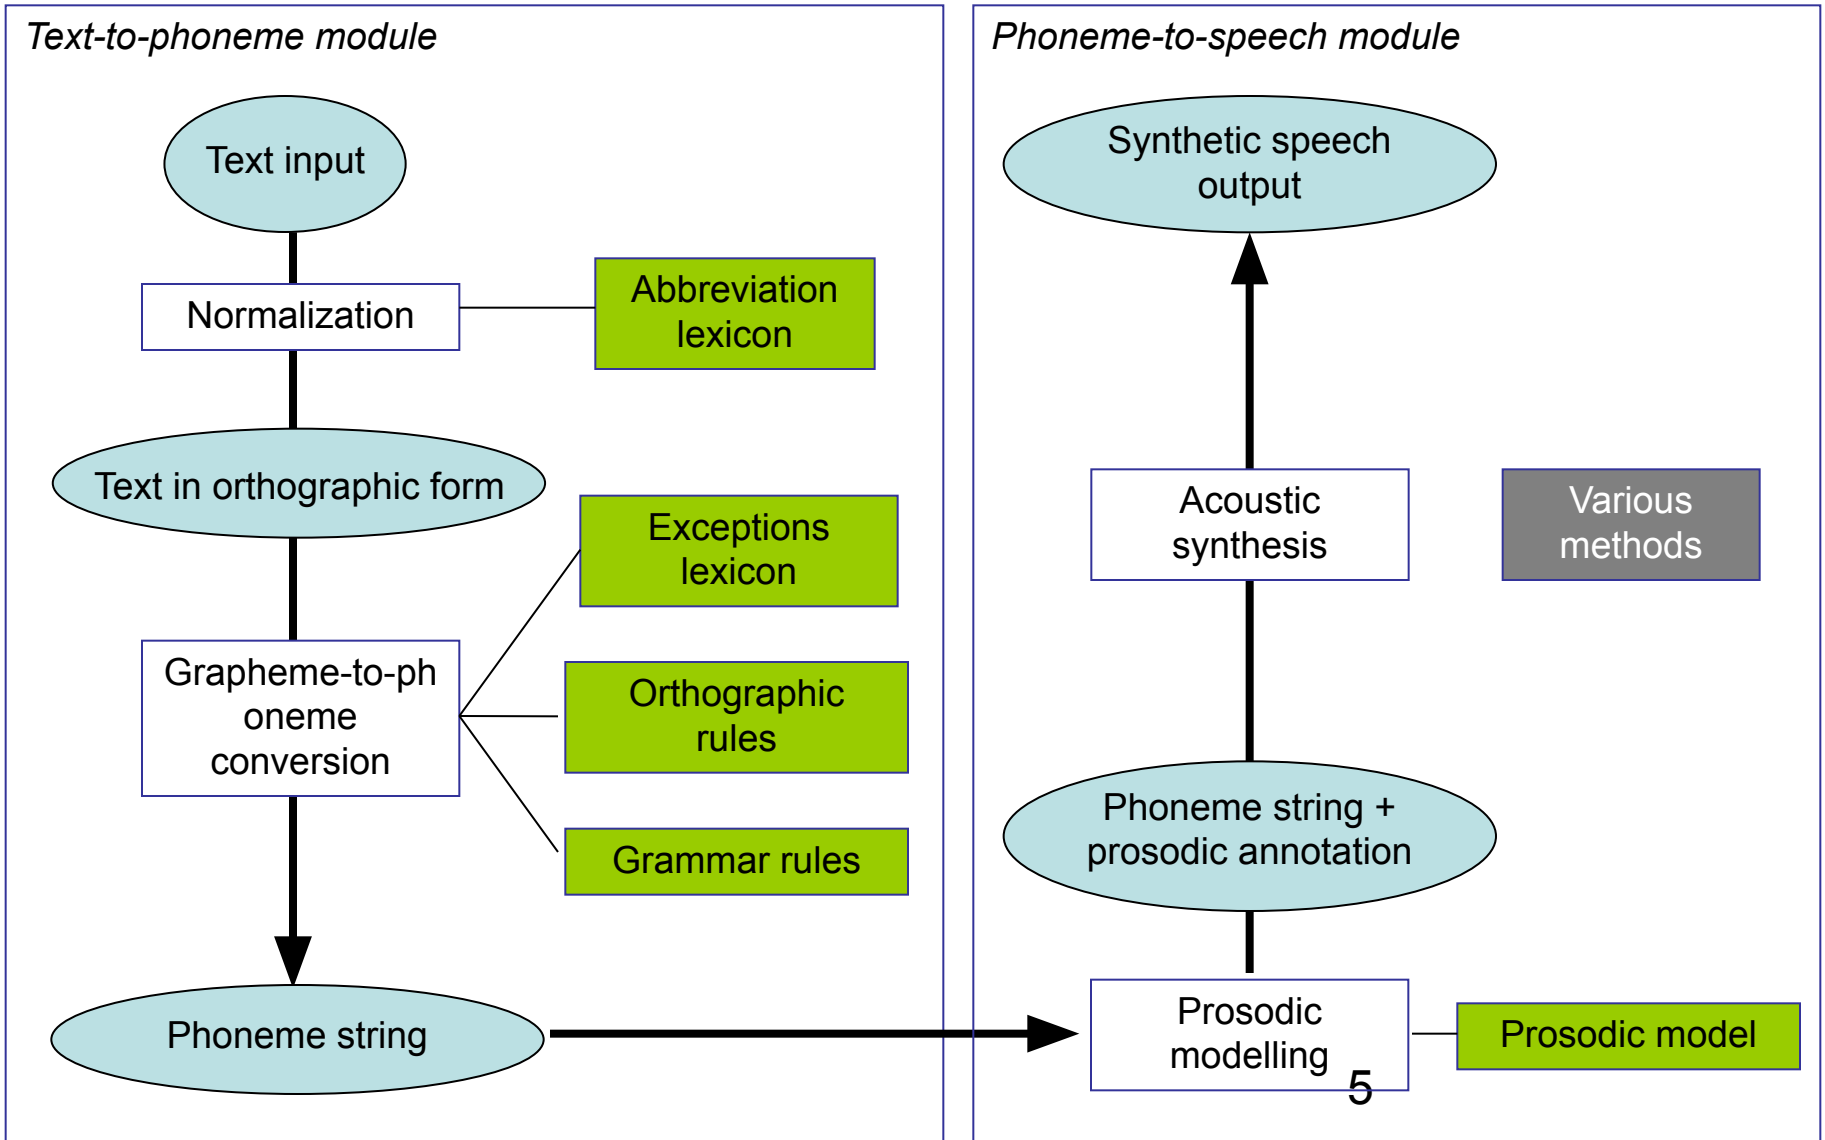 Text-to-phoneme module
Text input
Normalization
Abbreviation
lexicon
Text in orthographic form
Exceptions
lexicon
Grapheme-to-ph
oneme
conversion
Orthographic
rules
Grammar rules
Phoneme string
Phoneme-to-speech module
Synthetic speech
output
Acoustic
synthesis
Various
methods
Phoneme string +
prosodic annotation
Prosodic
modelling
Prosodic model
5